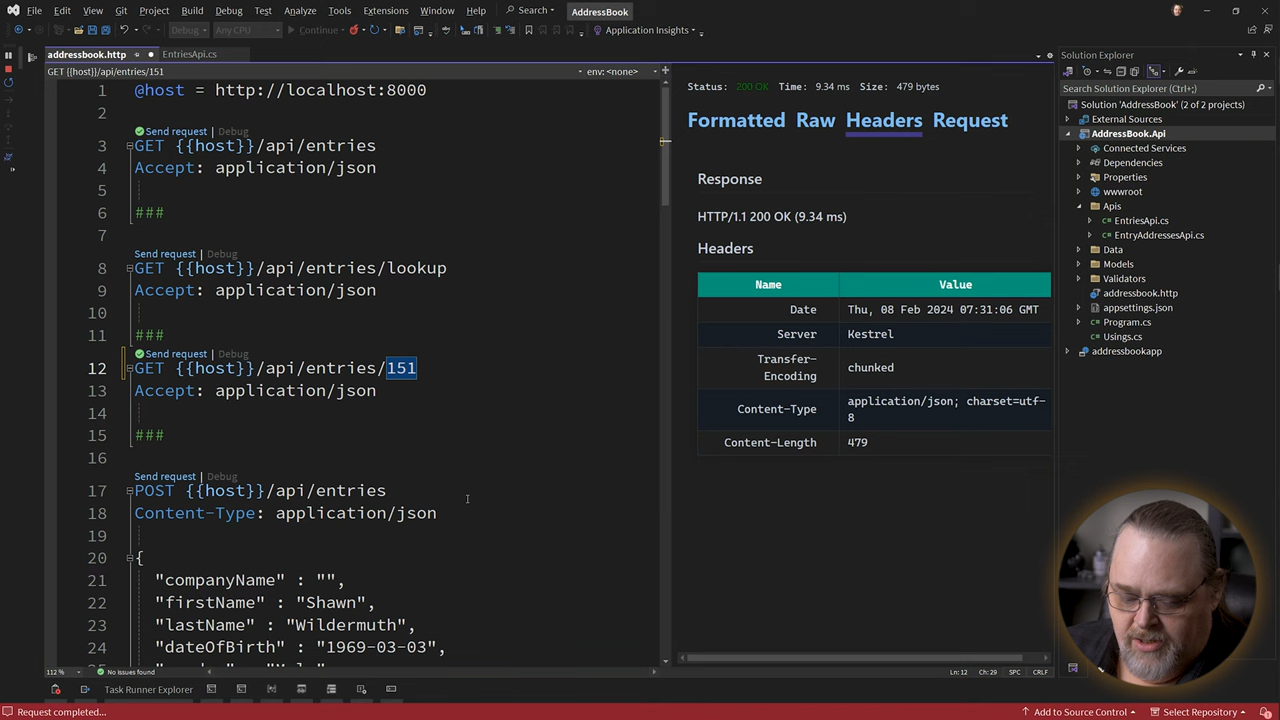 File Edit View Git Project Build Debug Test Analyze Tools Extensions Window Help Search AddressBook
Debug Any CPU Continue Application Insights
addressbook.http EntriesApi.cs
GET {{host}}/api/entries/151 env: <none>
1 @host = http://localhost:8000
2
Send request | Debug
3 GET {{host}}/api/entries
4 Accept: application/json
5
6 ###
7
Send request | Debug
8 GET {{host}}/api/entries/lookup
9 Accept: application/json
10
11 ###
Send request | Debug
12 GET {{host}}/api/entries/151
13 Accept: application/json
14
15 ###
16
Send request | Debug
17 POST {{host}}/api/entries
18 Content-Type: application/json
19
20 {
21 "companyName" : "",
22 "firstName" : "Shawn",
23 "lastName" : "Wildermuth",
24 "dateOfBirth" : "1969-03-03",
112 % No issues found Ln: 12 Ch: 29 SPC CRLF
Status: 200 OK Time: 9.34 ms Size: 479 bytes
Formatted Raw Headers Request
Response
HTTP/1.1 200 OK (9.34 ms)
Headers
Name Value
Date Thu, 08 Feb 2024 07:31:06 GMT
Server Kestrel
Transfer-Encoding chunked
Content-Type application/json; charset=utf-8
Content-Length 479
Solution Explorer
Search Solution Explorer (Ctrl+;)
Solution 'AddressBook' (2 of 2 projects)
External Sources
AddressBook.Api
Connected Services
Dependencies
Properties
wwwroot
Apis
EntriesApi.cs
EntryAddressesApi.cs
Data
Models
Validators
addressbook.http
appsettings.json
Program.cs
Usings.cs
addressbookapp
Task Runner Explorer
Request completed... Add to Source Control Select Repository